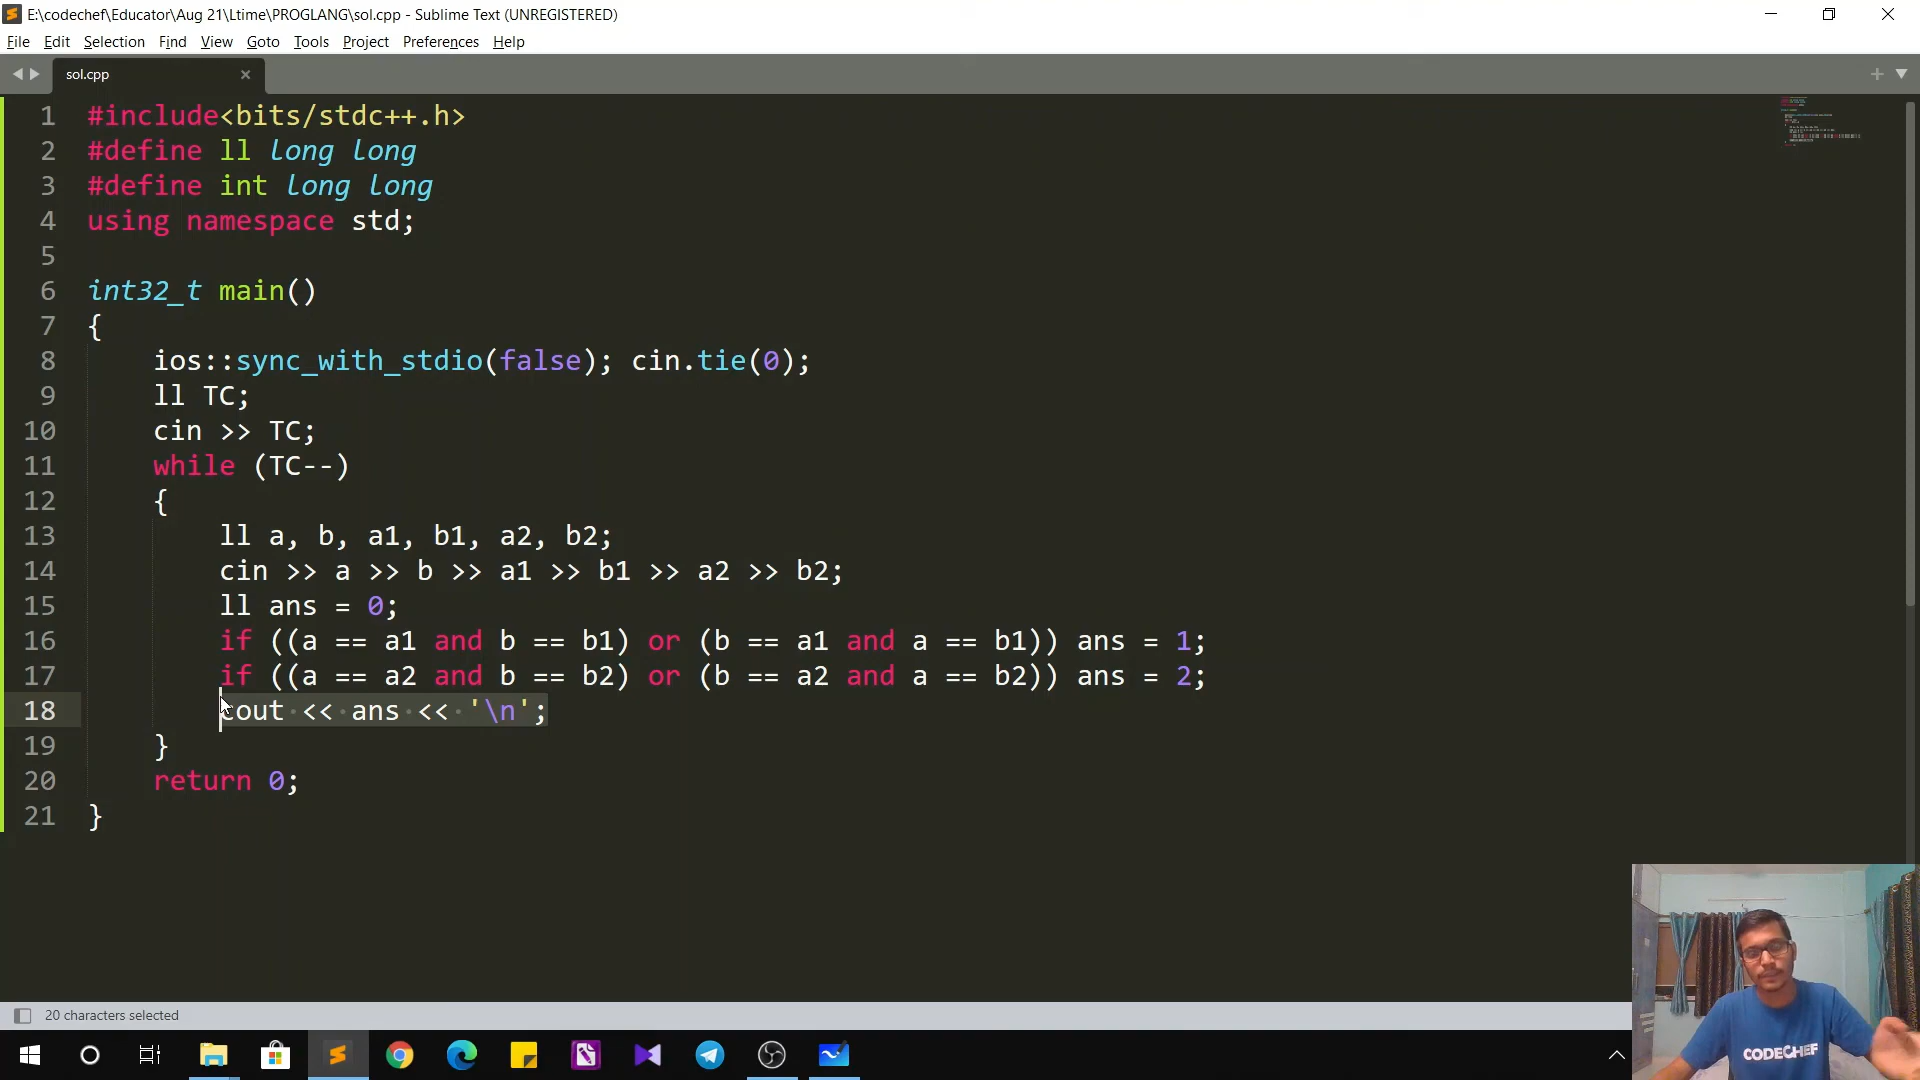 E:\codechef\Educator\Aug 21\Ltime\PROGLANG\sol.cpp - Sublime Text (UNREGISTERED)
File Edit Selection Find View Goto Tools Project Preferences Help
sol.cpp
1 #include<bits/stdc++.h>
2 #define ll long long
3 #define int long long
4 using namespace std;
5
6 int32_t main()
7 {
8 ios::sync_with_stdio(false); cin.tie(0);
9 ll TC;
10 cin >> TC;
11 while (TC--)
12 {
13 ll a, b, a1, b1, a2, b2;
14 cin >> a >> b >> a1 >> b1 >> a2 >> b2;
15 ll ans = 0;
16 if ((a == a1 and b == b1) or (b == a1 and a == b1)) ans = 1;
17 if ((a == a2 and b == b2) or (b == a2 and a == b2)) ans = 2;
18 cout << ans << '\n';
19 }
20 return 0;
21 }
20 characters selected
CODECHEF